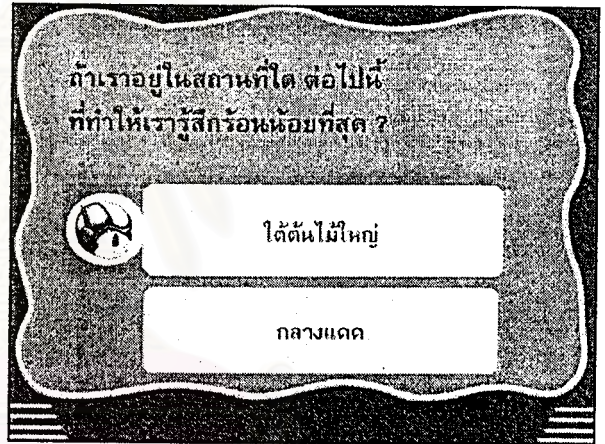 ถ้าเราอยู่ในสถานที่ใด ต่อไปนี้
ที่ทำให้เรารู้สึกร้อนน้อยที่สุด ?
ใต้ต้นไม้ใหญ่
กลางแดด